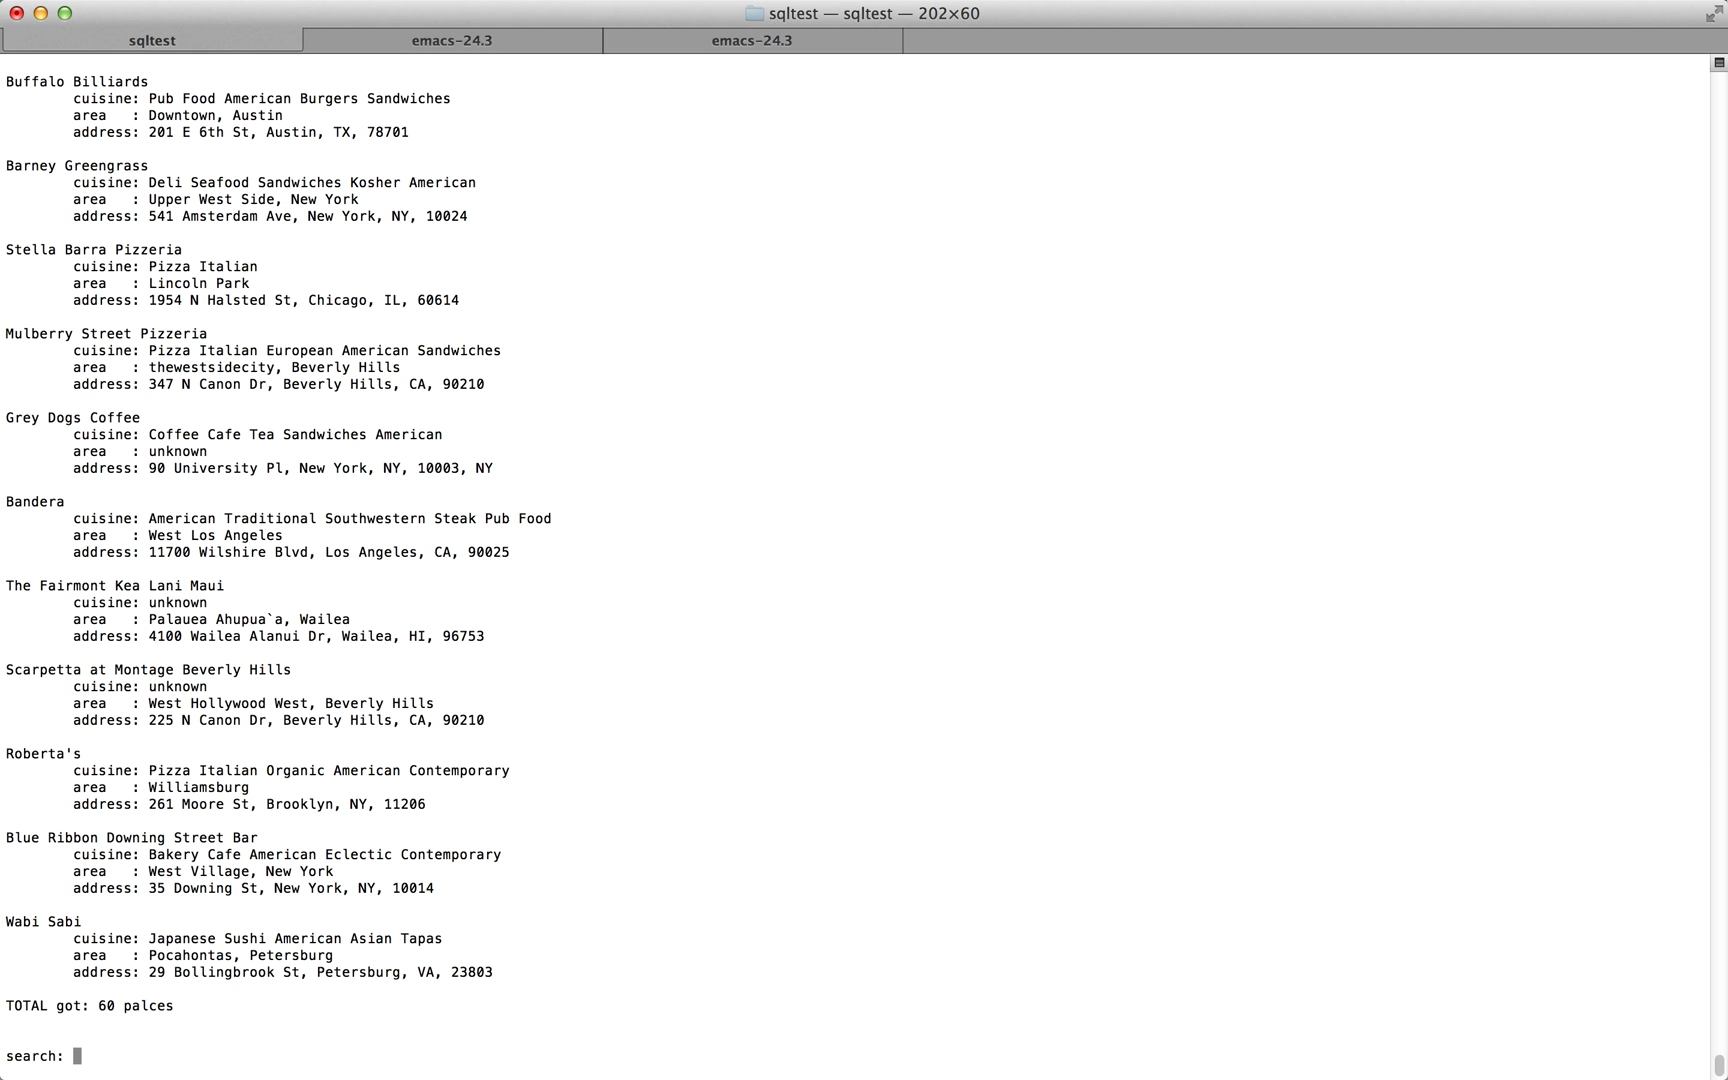 sqltest — sqltest — 202×60
sqltest emacs-24.3 emacs-24.3
Buffalo Billiards
cuisine: Pub Food American Burgers Sandwiches
area : Downtown, Austin
address: 201 E 6th St, Austin, TX, 78701
Barney Greengrass
cuisine: Deli Seafood Sandwiches Kosher American
area : Upper West Side, New York
address: 541 Amsterdam Ave, New York, NY, 10024
Stella Barra Pizzeria
cuisine: Pizza Italian
area : Lincoln Park
address: 1954 N Halsted St, Chicago, IL, 60614
Mulberry Street Pizzeria
cuisine: Pizza Italian European American Sandwiches
area : thewestsidecity, Beverly Hills
address: 347 N Canon Dr, Beverly Hills, CA, 90210
Grey Dogs Coffee
cuisine: Coffee Cafe Tea Sandwiches American
area : unknown
address: 90 University Pl, New York, NY, 10003, NY
Bandera
cuisine: American Traditional Southwestern Steak Pub Food
area : West Los Angeles
address: 11700 Wilshire Blvd, Los Angeles, CA, 90025
The Fairmont Kea Lani Maui
cuisine: unknown
area : Palauea Ahupua`a, Wailea
address: 4100 Wailea Alanui Dr, Wailea, HI, 96753
Scarpetta at Montage Beverly Hills
cuisine: unknown
area : West Hollywood West, Beverly Hills
address: 225 N Canon Dr, Beverly Hills, CA, 90210
Roberta's
cuisine: Pizza Italian Organic American Contemporary
area : Williamsburg
address: 261 Moore St, Brooklyn, NY, 11206
Blue Ribbon Downing Street Bar
cuisine: Bakery Cafe American Eclectic Contemporary
area : West Village, New York
address: 35 Downing St, New York, NY, 10014
Wabi Sabi
cuisine: Japanese Sushi American Asian Tapas
area : Pocahontas, Petersburg
address: 29 Bollingbrook St, Petersburg, VA, 23803
TOTAL got: 60 palces
search: